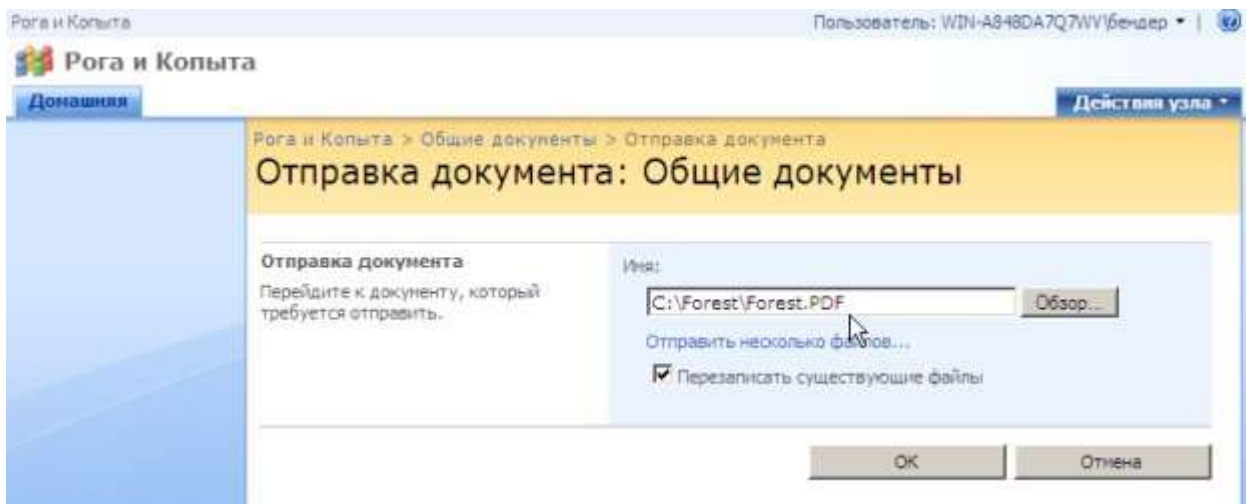 Рога и Копыта
Пользователь: WIN-A848DA7Q7WV\бендер
Рога и Копыта
Домашняя
Действия узла
Рога и Копыта > Общие документы > Отправка документа
Отправка документа: Общие документы
Отправка документа
Перейдите к документу, который
требуется отправить.
Имя:
C:\Forest\Forest.PDF
Обзор...
Отправить несколько файлов...
Перезаписать существующие файлы
ОК
Отмена